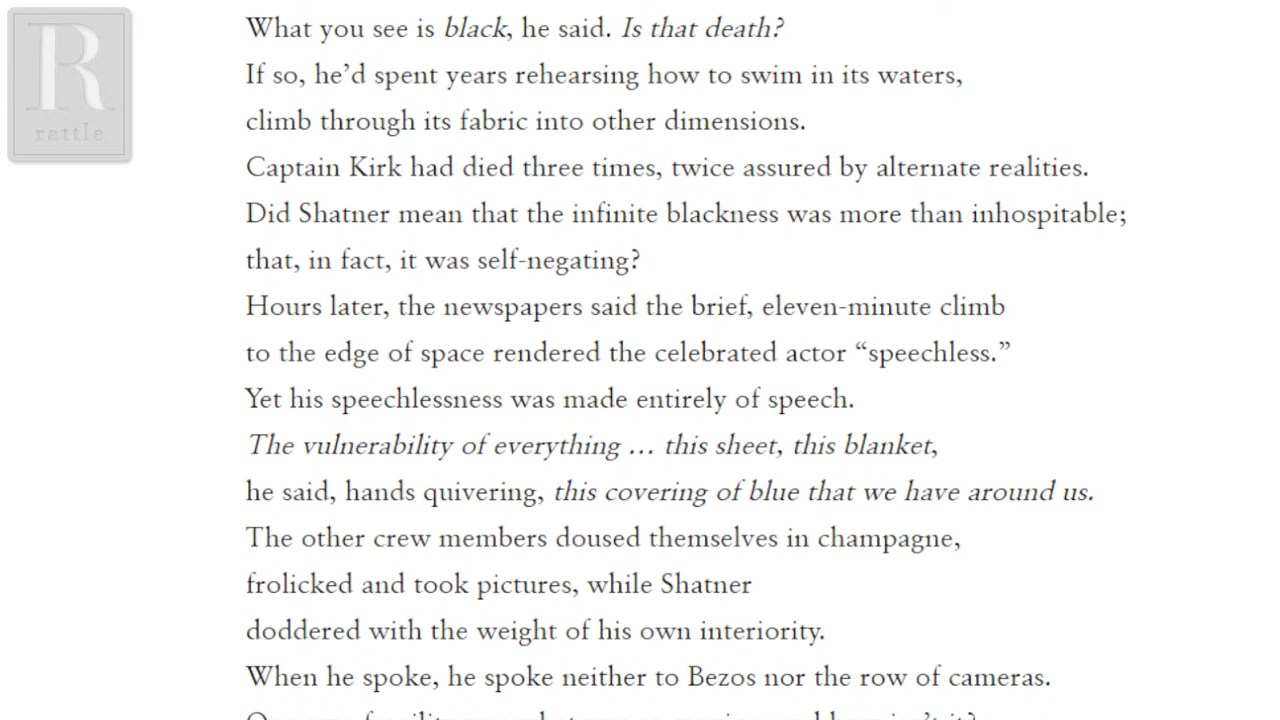 What you see is black, he said. Is that death?
If so, he’d spent years rehearsing how to swim in its waters,
climb through its fabric into other dimensions.
Captain Kirk had died three times, twice assured by alternate realities.
Did Shatner mean that the infinite blackness was more than inhospitable;
that, in fact, it was self-negating?
Hours later, the newspapers said the brief, eleven-minute climb
to the edge of space rendered the celebrated actor “speechless.”
Yet his speechlessness was made entirely of speech.
The vulnerability of everything … this sheet, this blanket,
he said, hands quivering, this covering of blue that we have around us.
The other crew members doused themselves in champagne,
frolicked and took pictures, while Shatner
doddered with the weight of his own interiority.
When he spoke, he spoke neither to Bezos nor the row of cameras.
R
rattle